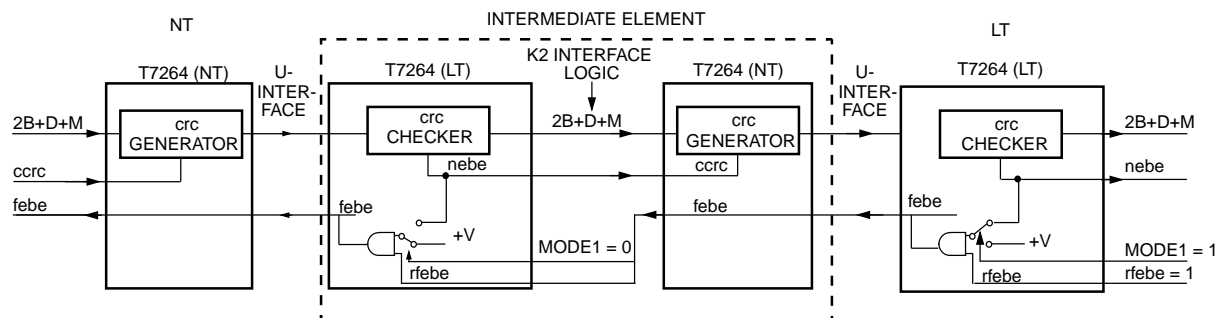 NT
INTERMEDIATE ELEMENT
LT
T7264 (NT)
U-
INTER-
FACE
T7264 (LT)
K2 INTERFACE
LOGIC
T7264 (NT)
U-
INTER-
FACE
T7264 (LT)
2B+D+M
crc
GENERATOR
crc
CHECKER
2B+D+M
crc
GENERATOR
crc
CHECKER
2B+D+M
ccrc
nebe
ccrc
nebe
febe
febe
febe
febe
+V
+V
MODE1 = 0
MODE1 = 1
rfebe
rfebe = 1